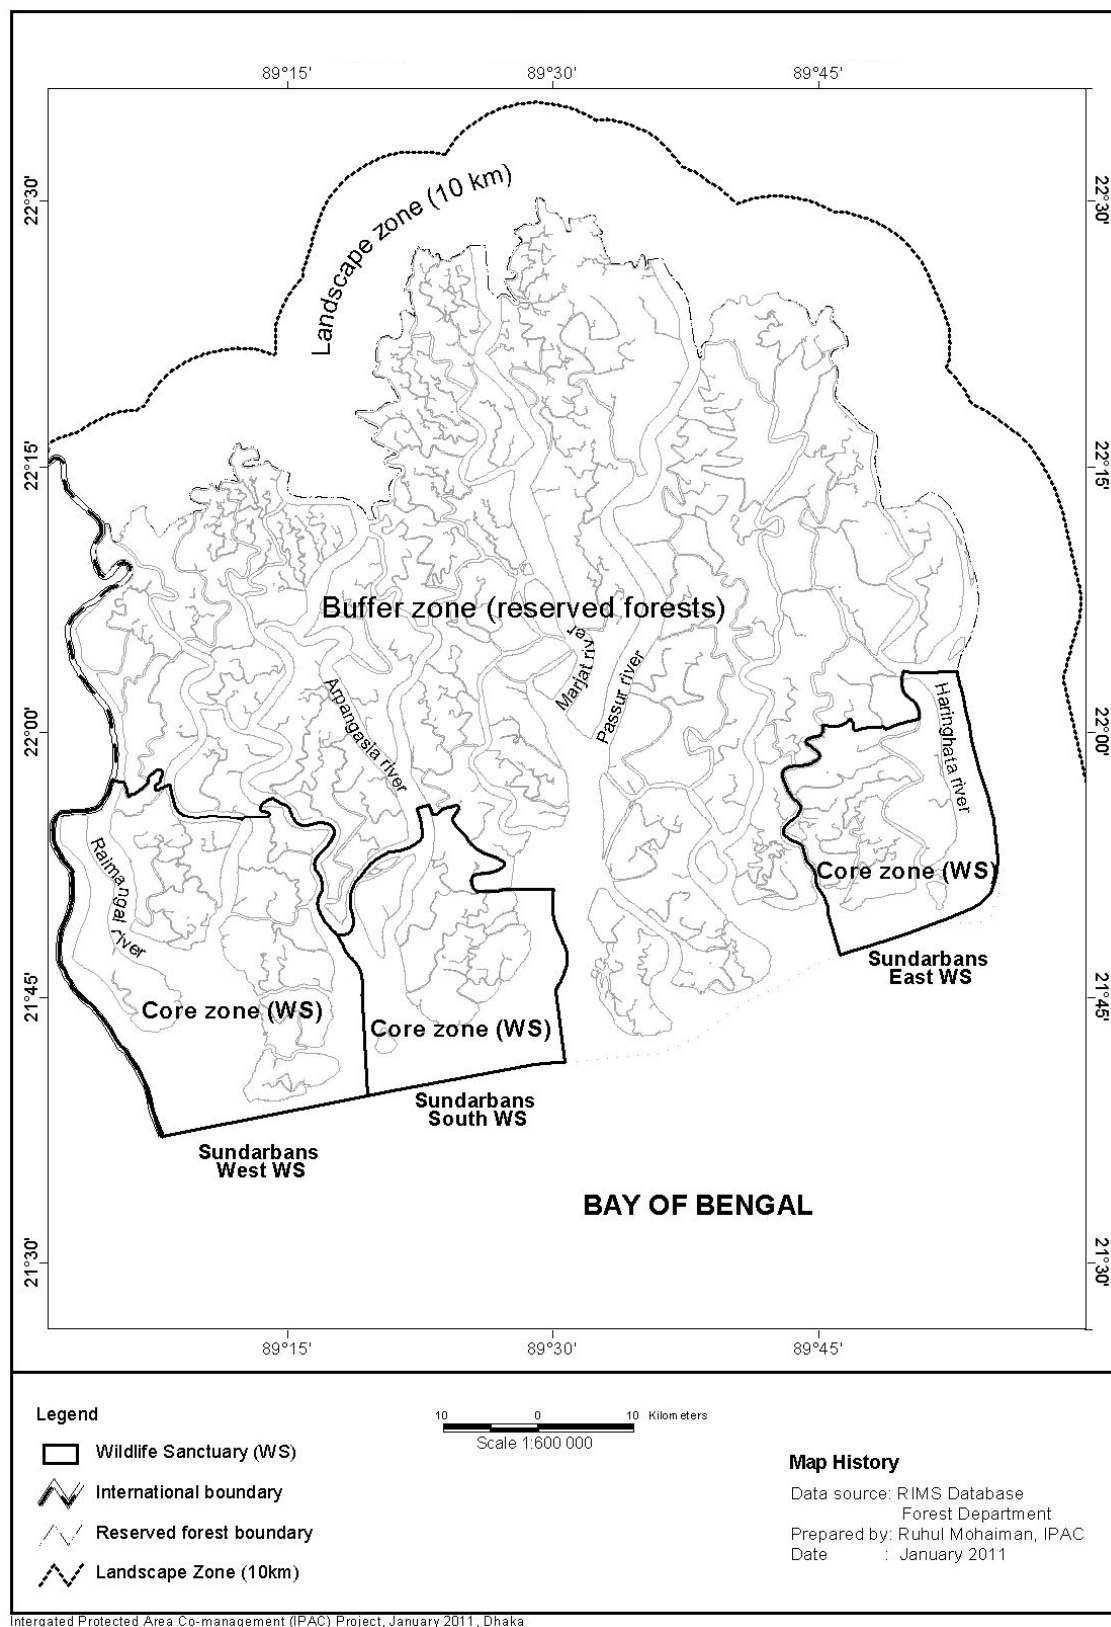 89°15' 89°30' 89°45'
22°30' 22°30'
Landscape zone (10 km)
22°15' 22°15'
Buffer zone (reserved forests)
Marjat river
Passur river
Arpangasia river
Haringhata river
22°00' 22°00'
Raimangal river
Core zone (WS)
Sundarbans
East WS
21°45' 21°45'
Core zone (WS)
Core zone (WS)
Sundarbans
South WS
Sundarbans
West WS
BAY OF BENGAL
21°30' 21°30'
89°15' 89°30' 89°45'
Legend
Wildlife Sanctuary (WS)
International boundary
Reserved forest boundary
Landscape Zone (10km)
10 0 10 Kilometers
Scale 1:600 000
Map History
Data source: RIMS Database
Forest Department
Prepared by: Ruhul Mohaiman, IPAC
Date : January 2011
Intergated Protected Area Co-management (IPAC) Project, January 2011, Dhaka